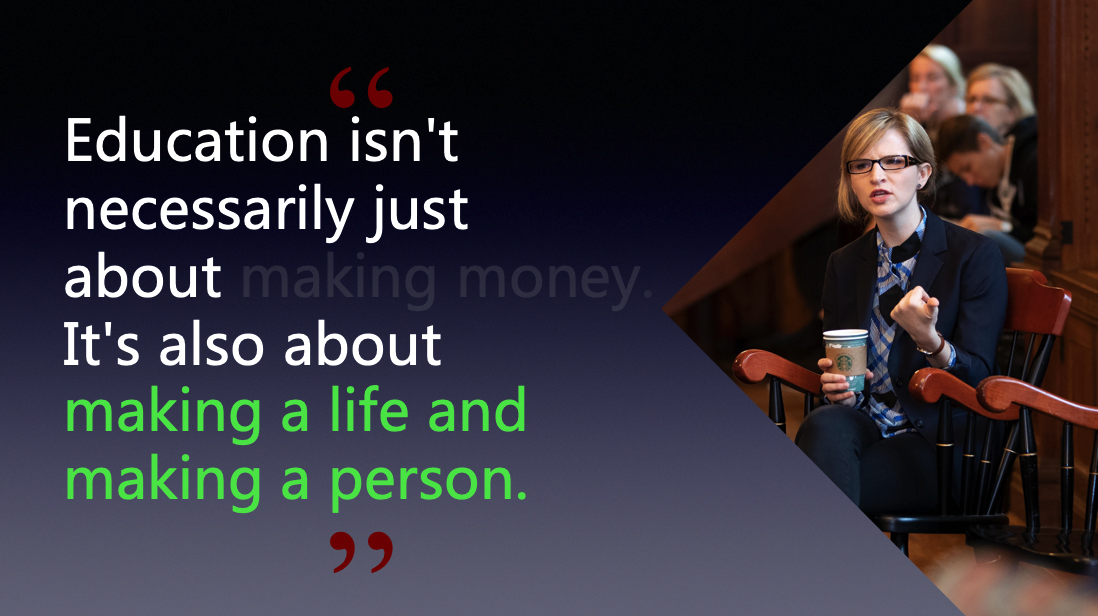 “
Education isn't
necessarily just
about making money.
It's also about
making a life and
making a person.
”